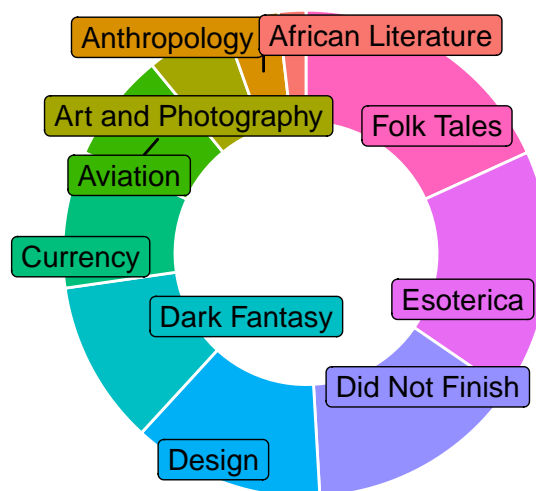 Anthropology
African Literature
Art and Photography
Folk Tales
Aviation
Currency
Esoterica
Dark Fantasy
Did Not Finish
Design